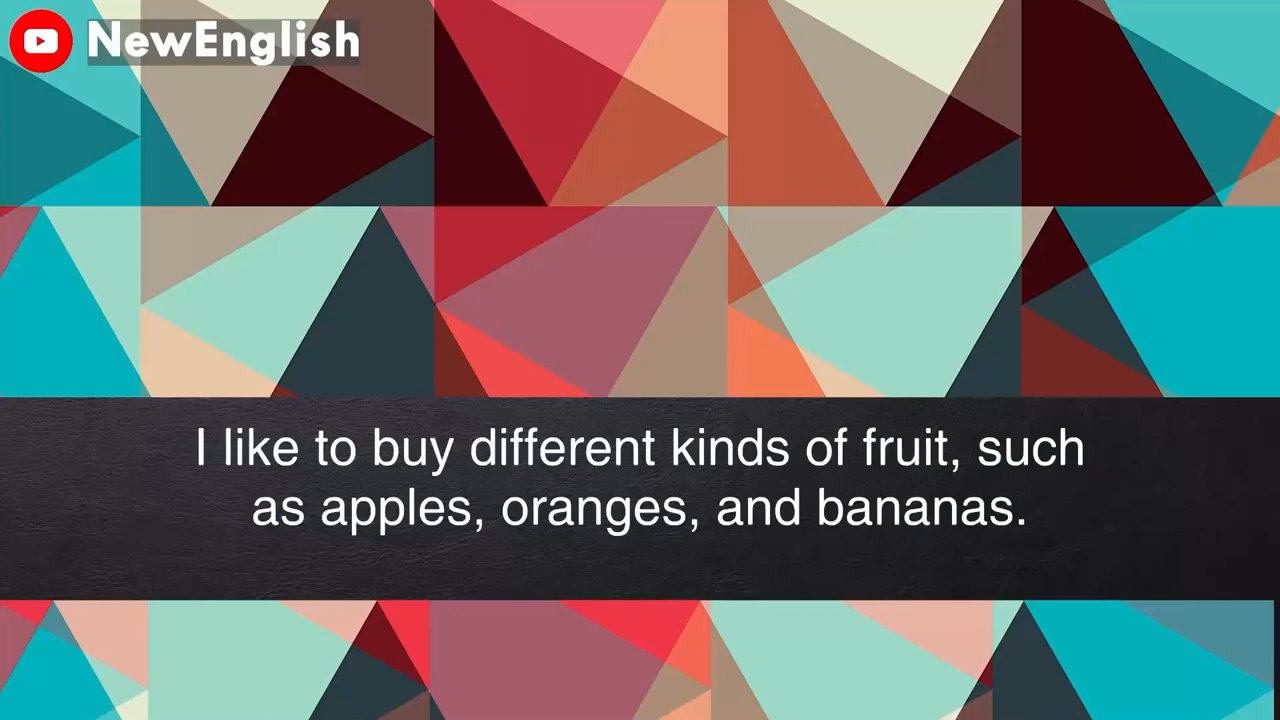 NewEnglish
I like to buy different kinds of fruit, such
as apples, oranges, and bananas.